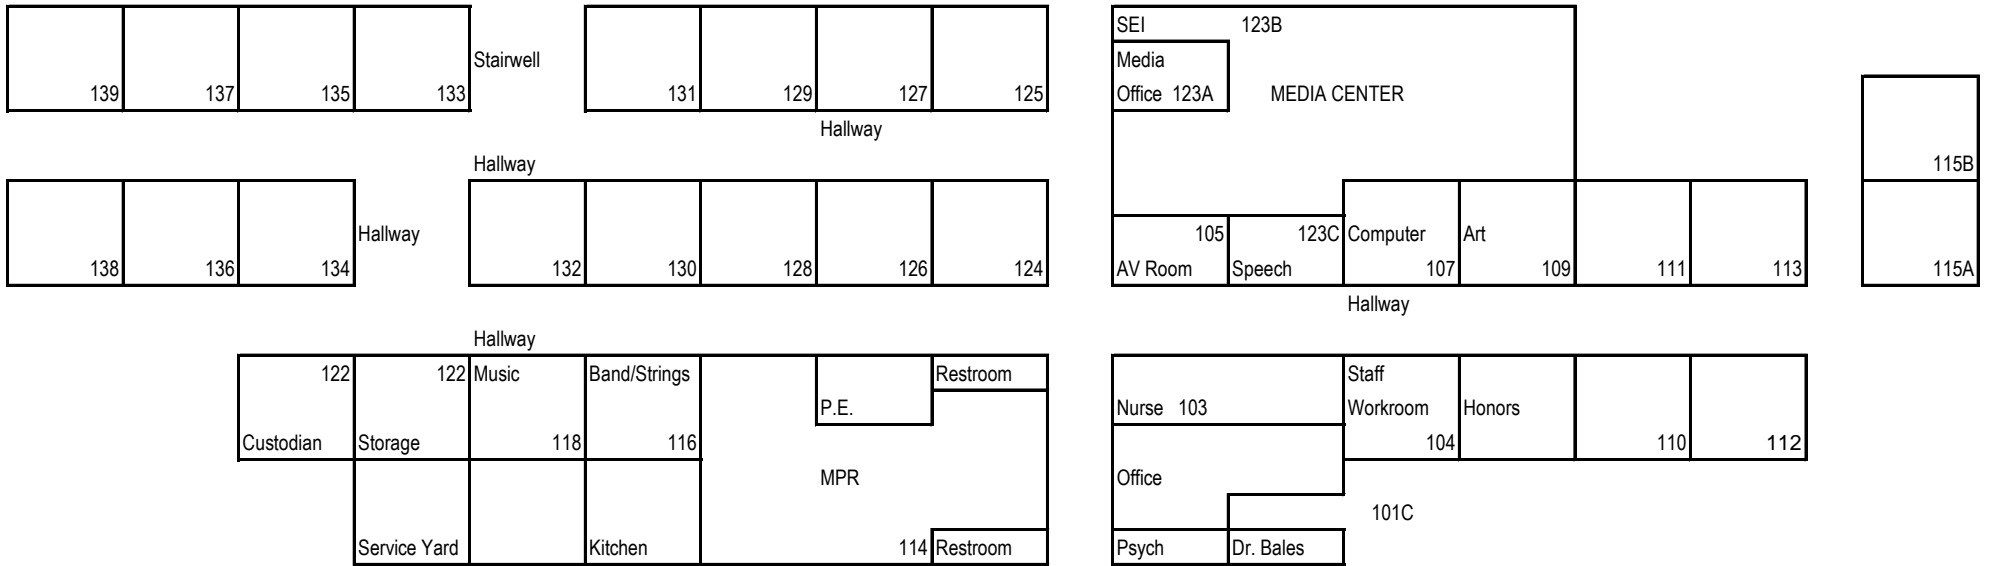 SEI 123B
Stairwell Media
139 137 135 133 131 129 127 125 Office 123A MEDIA CENTER
Hallway
Hallway 115B
Hallway 105 123C Computer Art
138 136 134 132 130 128 126 124 AV Room Speech 107 109 111 113 115A
Hallway
Hallway
122 122 Music Band/Strings Restroom Staff
P.E. Nurse 103 Workroom Honors
Custodian Storage 118 116 104 110 112
MPR Office
101C
Service Yard Kitchen 114 Restroom Psych Dr. Bales